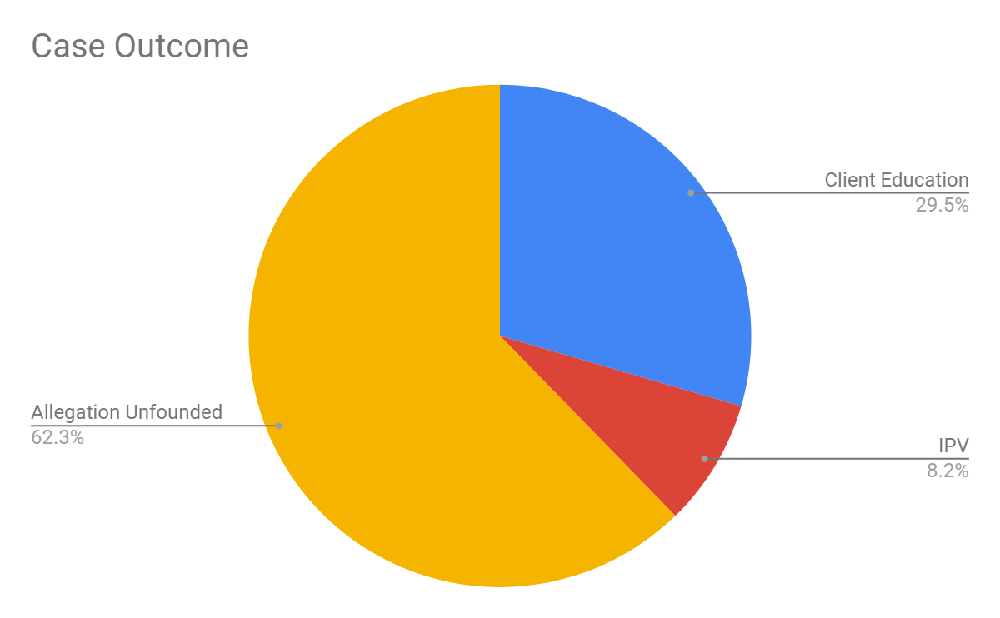 Case Outcome
Client Education
29.5%
Allegation Unfounded
62.3%
IPV
8.2%